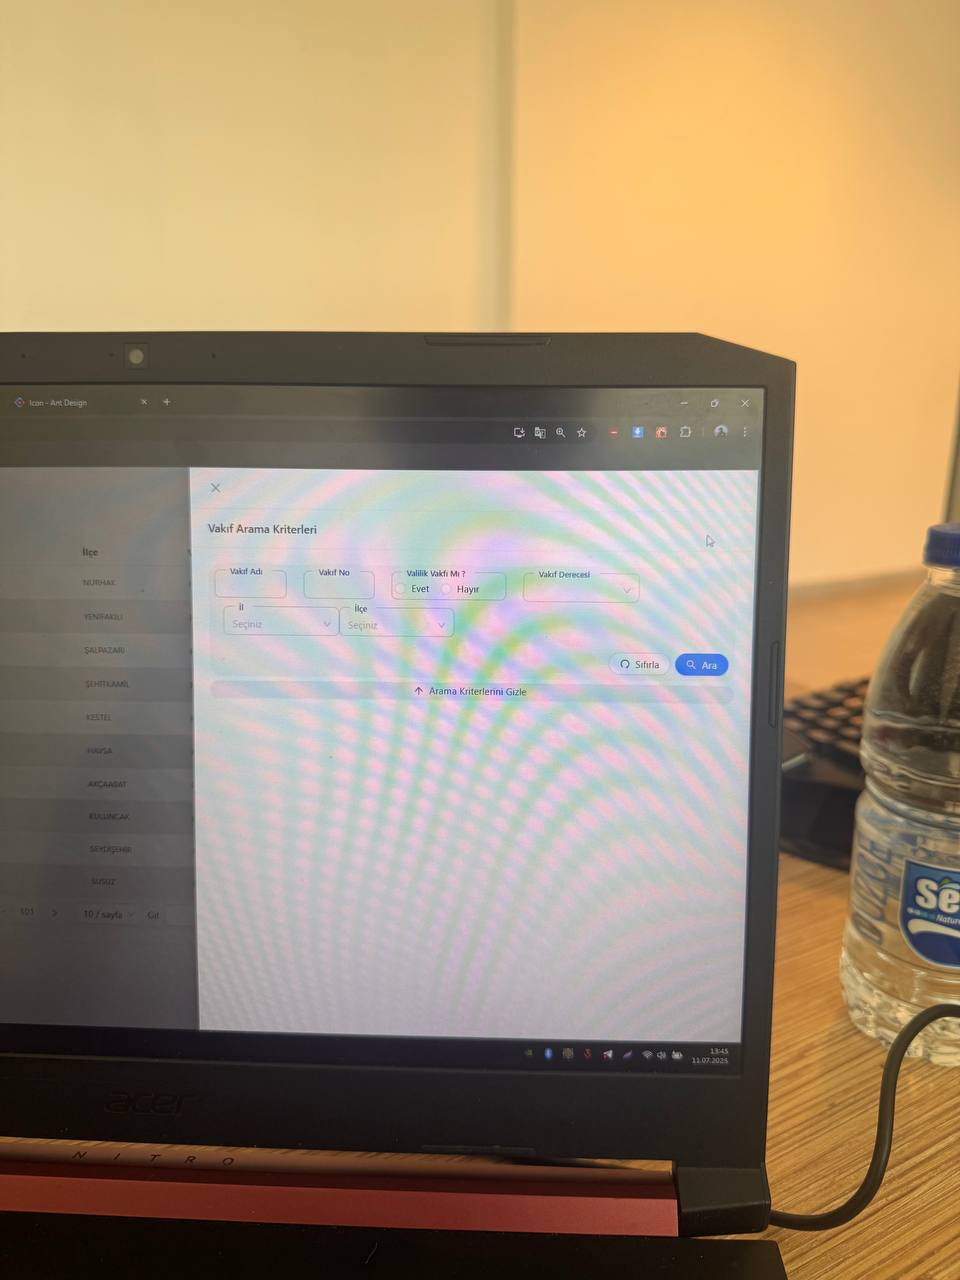 Icon - Ant Design
Vakıf Arama Kriterleri
Vakıf Adı
Vakıf No
Valilik Vakfı Mı ?
Evet
Hayır
Vakıf Derecesi
İl
Seçiniz
İlçe
Seçiniz
Sıfırla
Ara
Arama Kriterlerini Gizle
İlçe
NURHAK
YENİFAKILI
ŞALPAZARI
ŞEHİTKAMİL
KESTEL
HAVSA
AKÇAABAT
KULUNCAK
SEYDİŞEHİR
SUSUZ
101
10 / sayfa
Git
13:45
11.07.2025
acer
NITRO
Natur